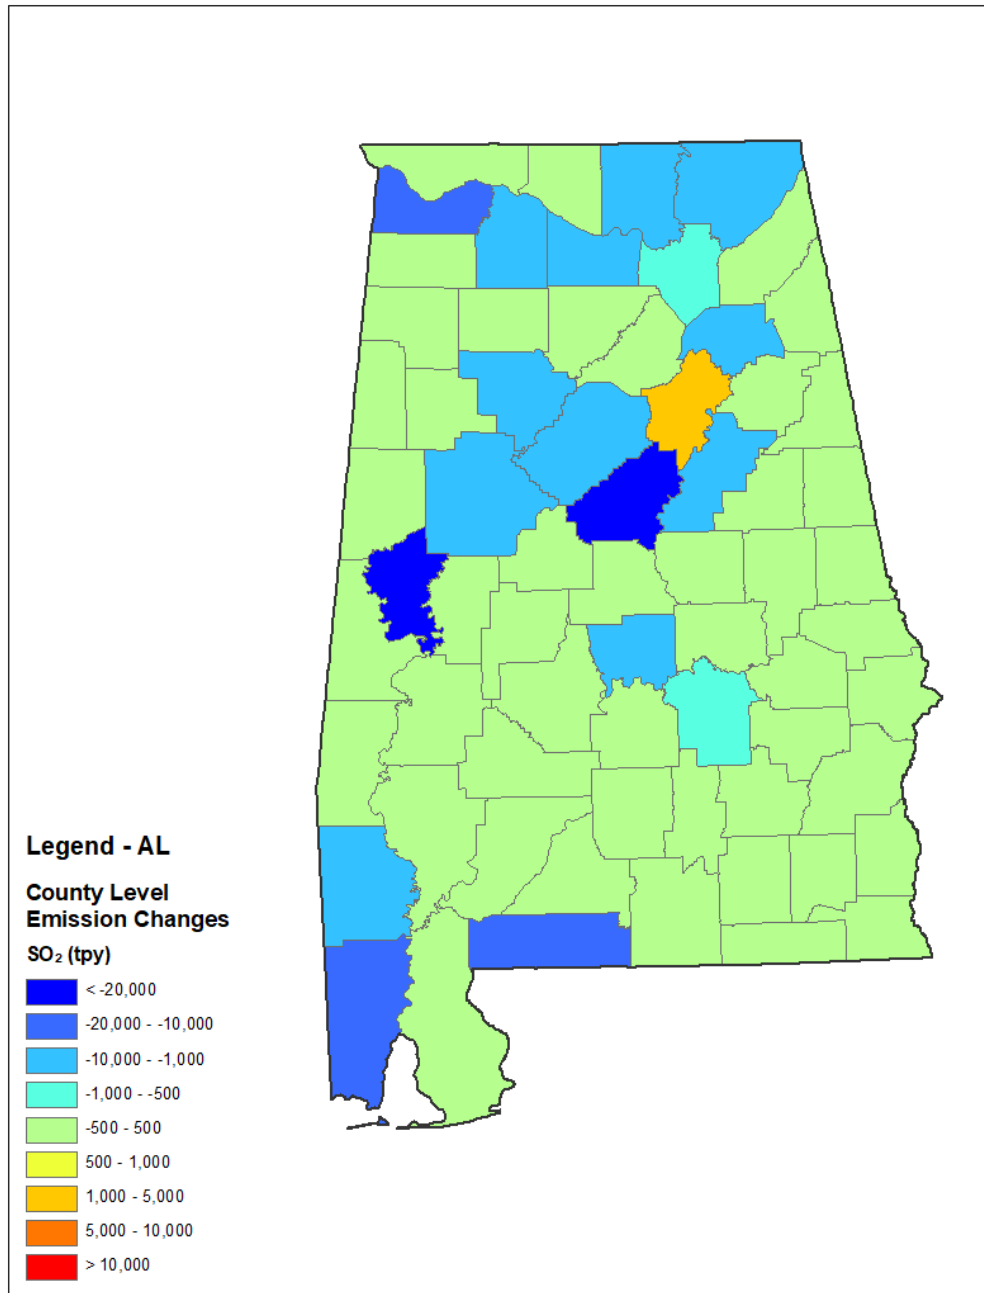 Legend - AL
County Level
Emission Changes
SO₂ (tpy)
< -20,000
-20,000 - -10,000
-10,000 - -1,000
-1,000 - -500
-500 - 500
500 - 1,000
1,000 - 5,000
5,000 - 10,000
> 10,000